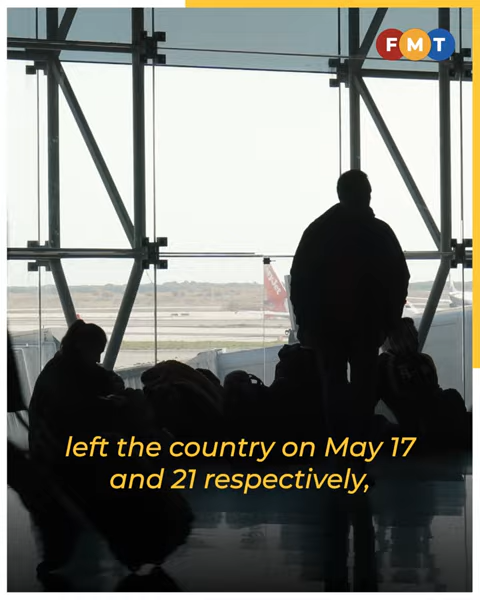 FMT
left the country on May 17
and 21 respectively,